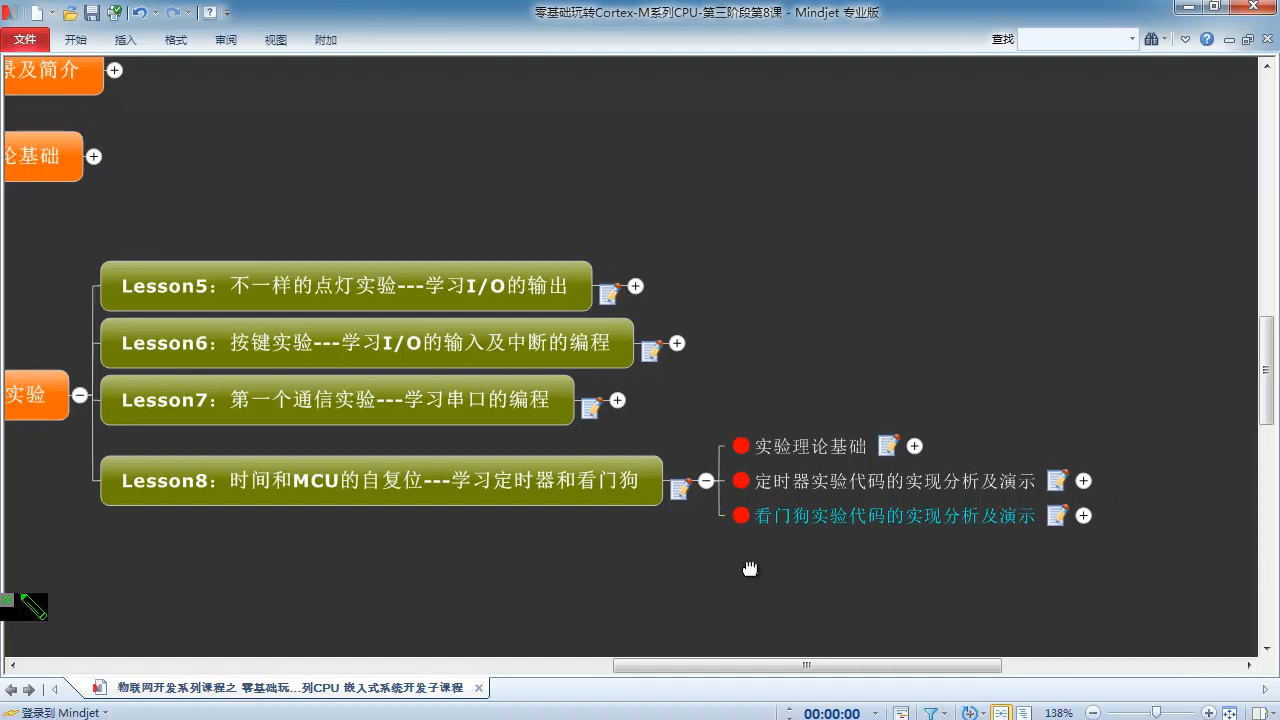 零基础玩转Cortex-M系列CPU-第三阶段第8课 - Mindjet 专业版
文件 开始 插入 格式 审阅 视图 附加 查找
景及简介
论基础
Lesson5：不一样的点灯实验---学习I/O的输出
Lesson6：按键实验---学习I/O的输入及中断的编程
Lesson7：第一个通信实验---学习串口的编程
实验
实验理论基础
Lesson8：时间和MCU的自复位---学习定时器和看门狗
定时器实验代码的实现分析及演示
看门狗实验代码的实现分析及演示
物联网开发系列课程之 零基础玩...列CPU 嵌入式系统开发子课程
登录到 Mindjet 00:00:00 138%